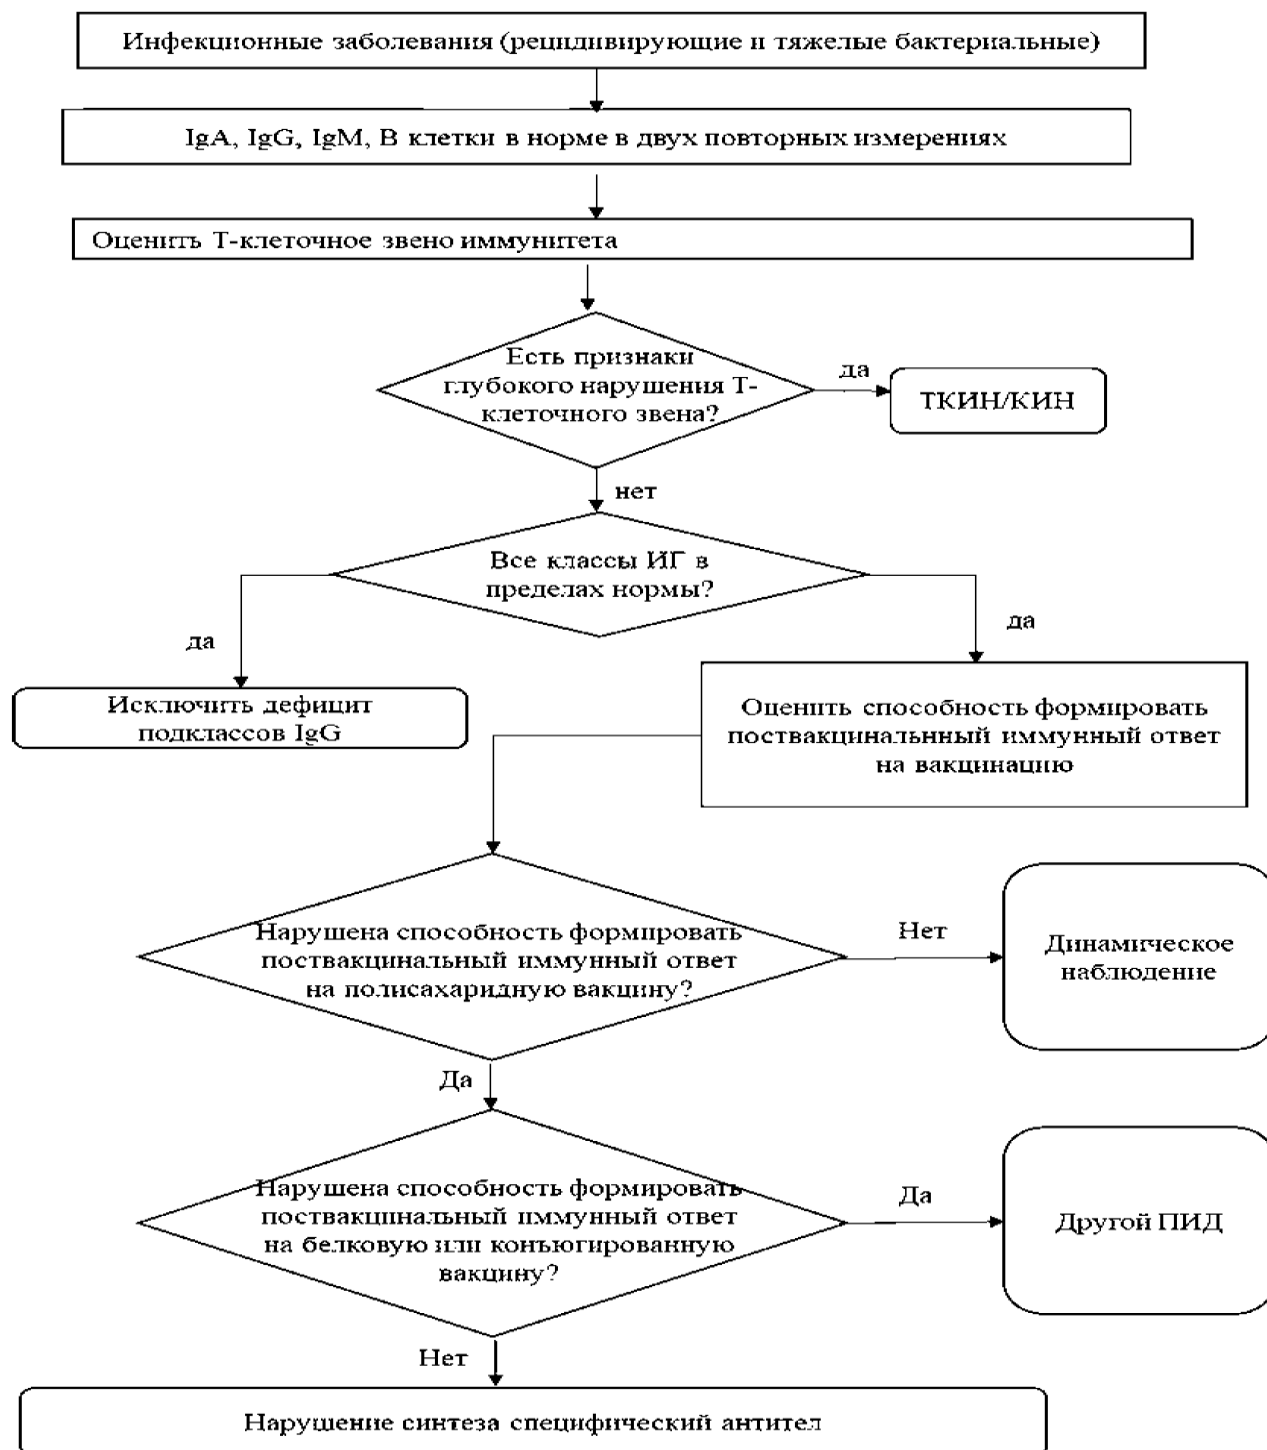 Инфекционные заболевания (рецидивирующие и тяжелые бактериальные)
IgA, IgG, IgM, В клетки в норме в двух повторных измерениях
Оценить Т-клеточное звено иммунитета
Есть признаки
глубокого нарушения Т-
клеточного звена?
да
ТКИН/КИН
нет
Все классы ИГ в
пределах нормы?
да
да
Исключить дефицит
подклассов IgG
Оценить способность формировать
поствакцинальнный иммунный ответ
на вакцинацию
Нарушена способность формировать
поствакцинальный иммунный ответ
на полисахаридную вакцину?
Нет
Динамическое
наблюдение
Да
Нарушена способность формировать
поствакцинальный иммунный ответ
на белковую или конъюгированную
вакцину?
Да
Другой ПИД
Нет
Нарушение синтеза специфический антител